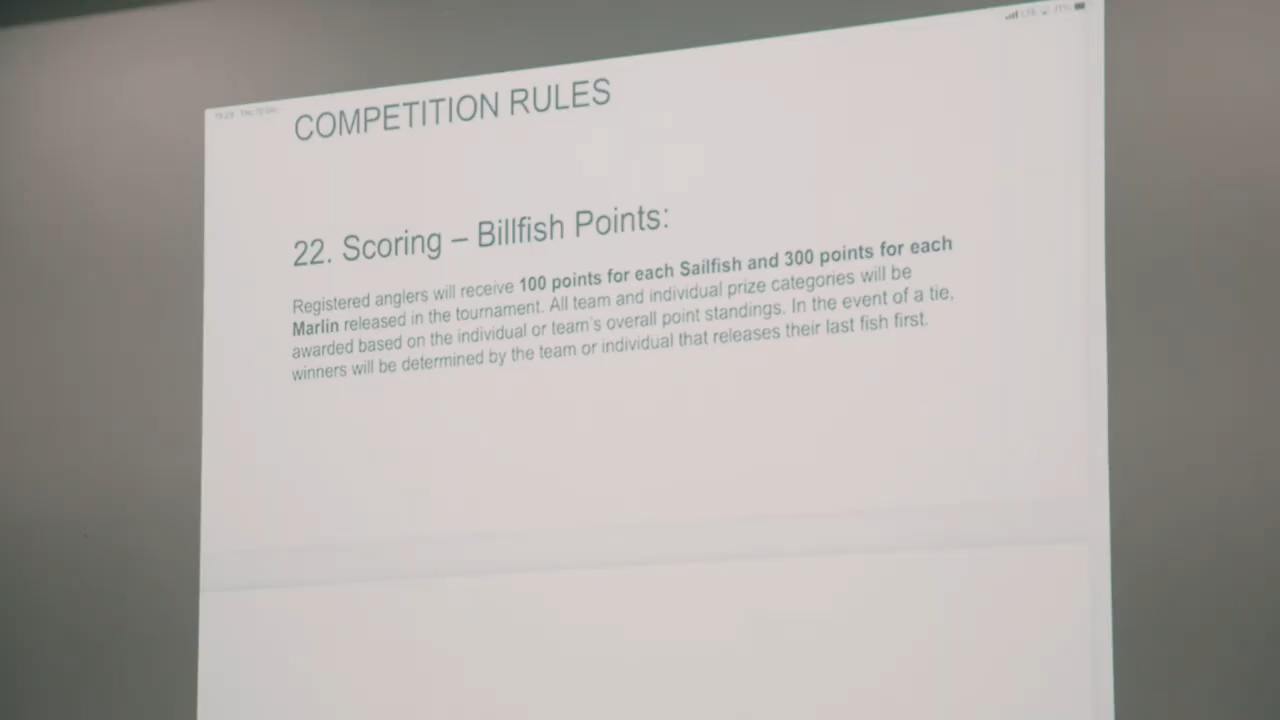 COMPETITION RULES
22. Scoring – Billfish Points:
Registered anglers will receive 100 points for each Sailfish and 300 points for each
Marlin released in the tournament. All team and individual prize categories will be
awarded based on the individual or team's overall point standings. In the event of a tie,
winners will be determined by the team or individual that releases their last fish first.